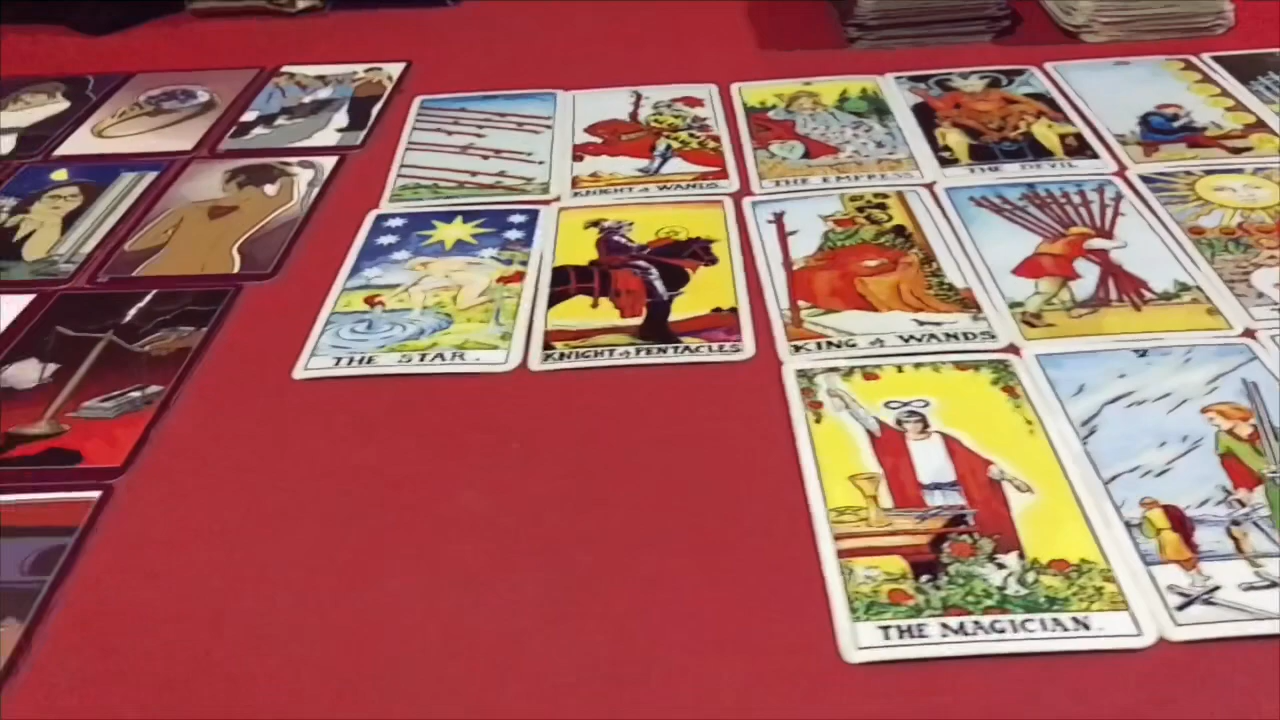 KNIGHT of WANDS.
THE EMPRESS
THE DEVIL
THE STAR.
KNIGHT of PENTACLES
KING of WANDS
V
THE MAGICIAN.